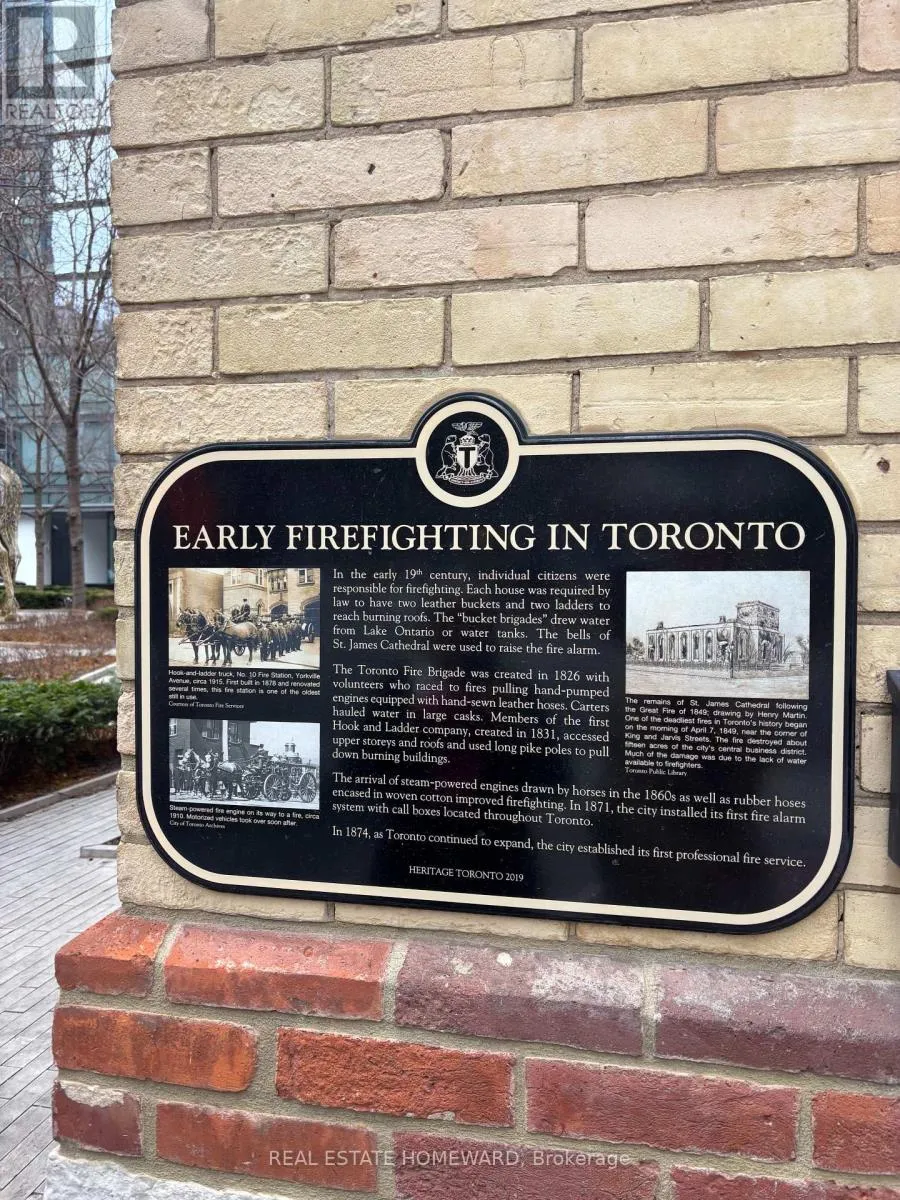 R
REALTOR
T
EARLY FIREFIGHTING IN TORONTO
In the early 19th century, individual citizens were
responsible for firefighting. Each house was required by
law to have two leather buckets and two ladders to
reach burning roofs. The “bucket brigades” drew water
from Lake Ontario or water tanks. The bells of
St. James Cathedral were used to raise the fire alarm.
The Toronto Fire Brigade was created in 1826 with
volunteers who raced to fires pulling hand-pumped
engines equipped with hand-sewn leather hoses. Carters
hauled water in large casks. Members of the first
Hook and Ladder company, created in 1831, accessed
upper storeys and roofs and used long pike poles to pull
down burning buildings.
The arrival of steam-powered engines drawn by horses in the 1860s as well as rubber hoses
encased in woven cotton improved firefighting. In 1871, the city installed its first fire alarm
system with call boxes located throughout Toronto.
In 1874, as Toronto continued to expand, the city established its first professional fire service.
HERITAGE TORONTO 2019
Hook-and-ladder truck, No. 10 Fire Station, Yorkville
Avenue, circa 1915. First built in 1878 and renovated
several times, this fire station is one of the oldest
still in use.
Courtesy of Toronto Fire Services
Steam-powered fire engine on its way to a fire, circa
1910. Motorized vehicles took over soon after.
City of Toronto Archives
The remains of St. James Cathedral following
the Great Fire of 1849; drawing by Henry Martin.
One of the deadliest fires in Toronto's history began
on the morning of April 7, 1849, near the corner of
King and Jarvis Streets. The fire destroyed about
fifteen acres of the city's central business district.
Much of the damage was due to the lack of water
available to firefighters.
Toronto Public Library
REAL ESTATE HOMEWARD, Brokerage